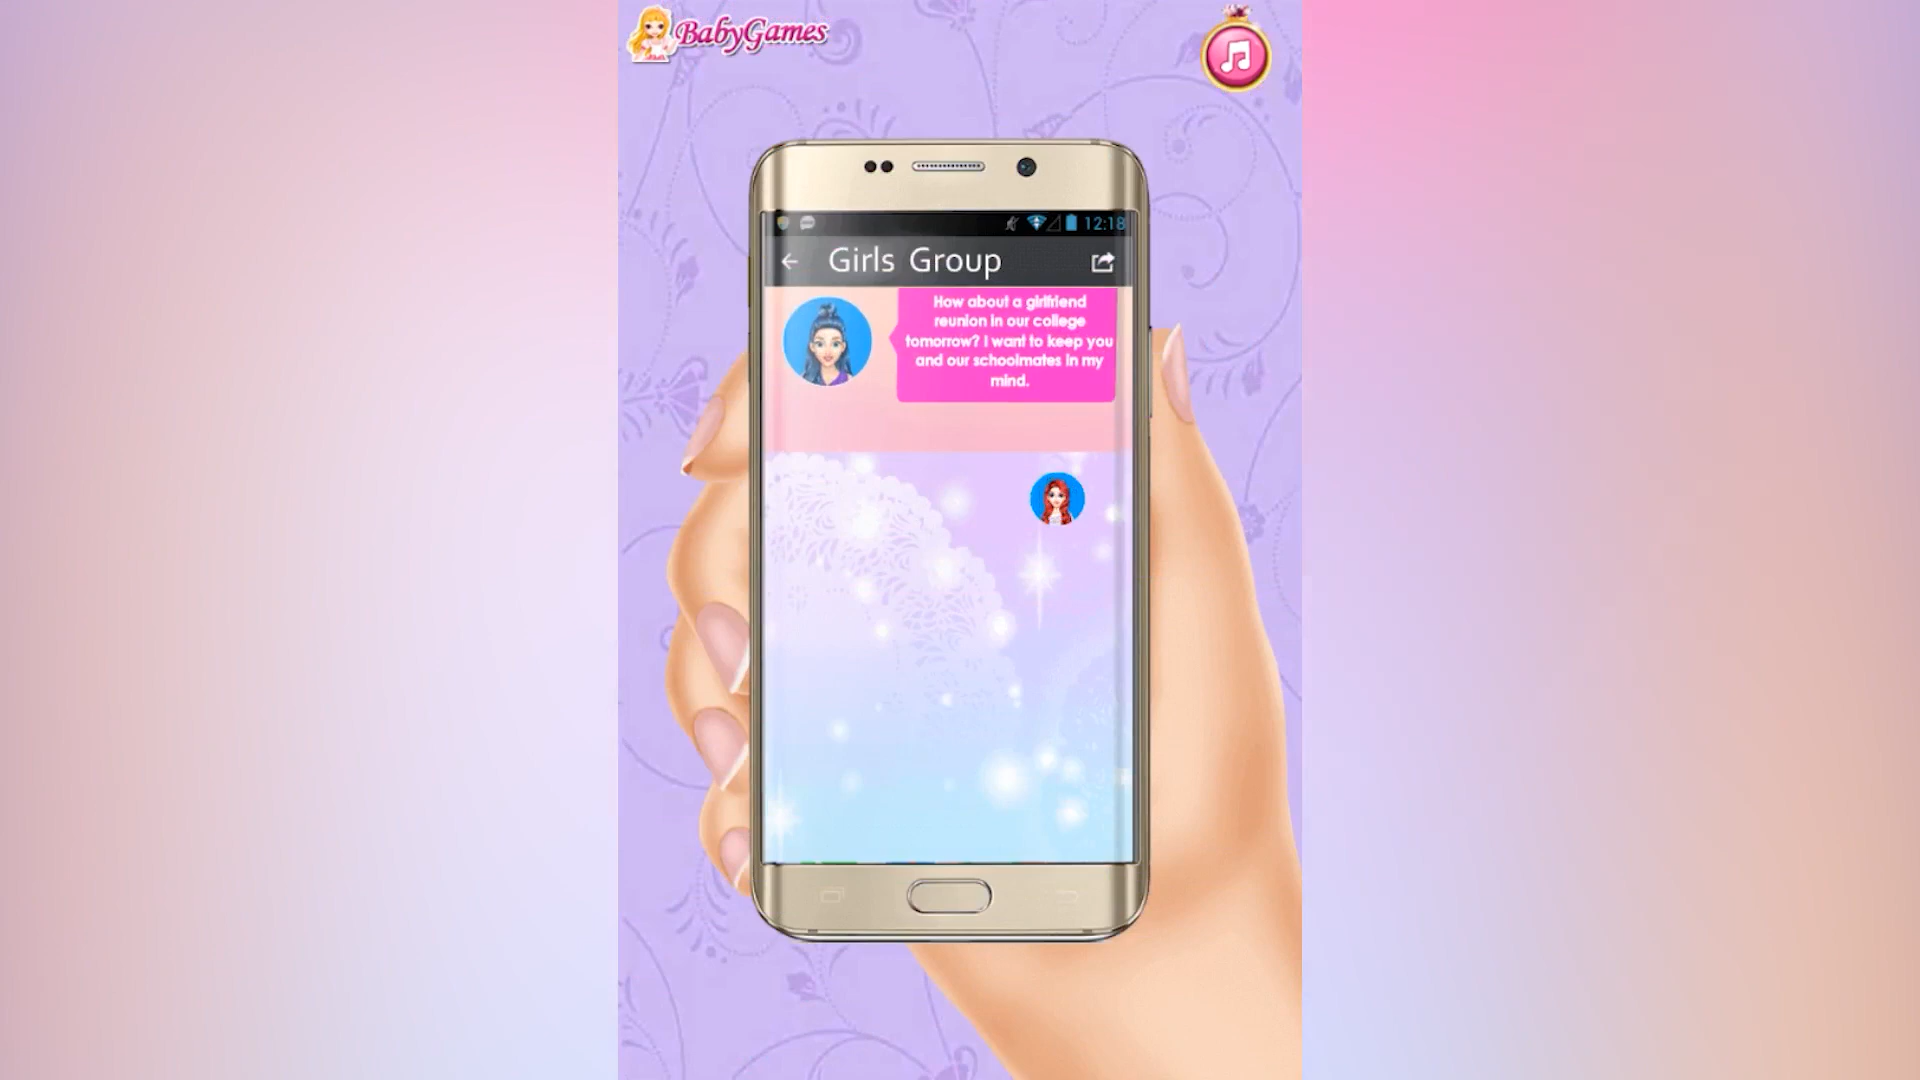 BabyGames
12:18
Girls Group
How about a girlfriend
reunion in our college
tomorrow? I want to keep you
and our schoolmates in my
mind.